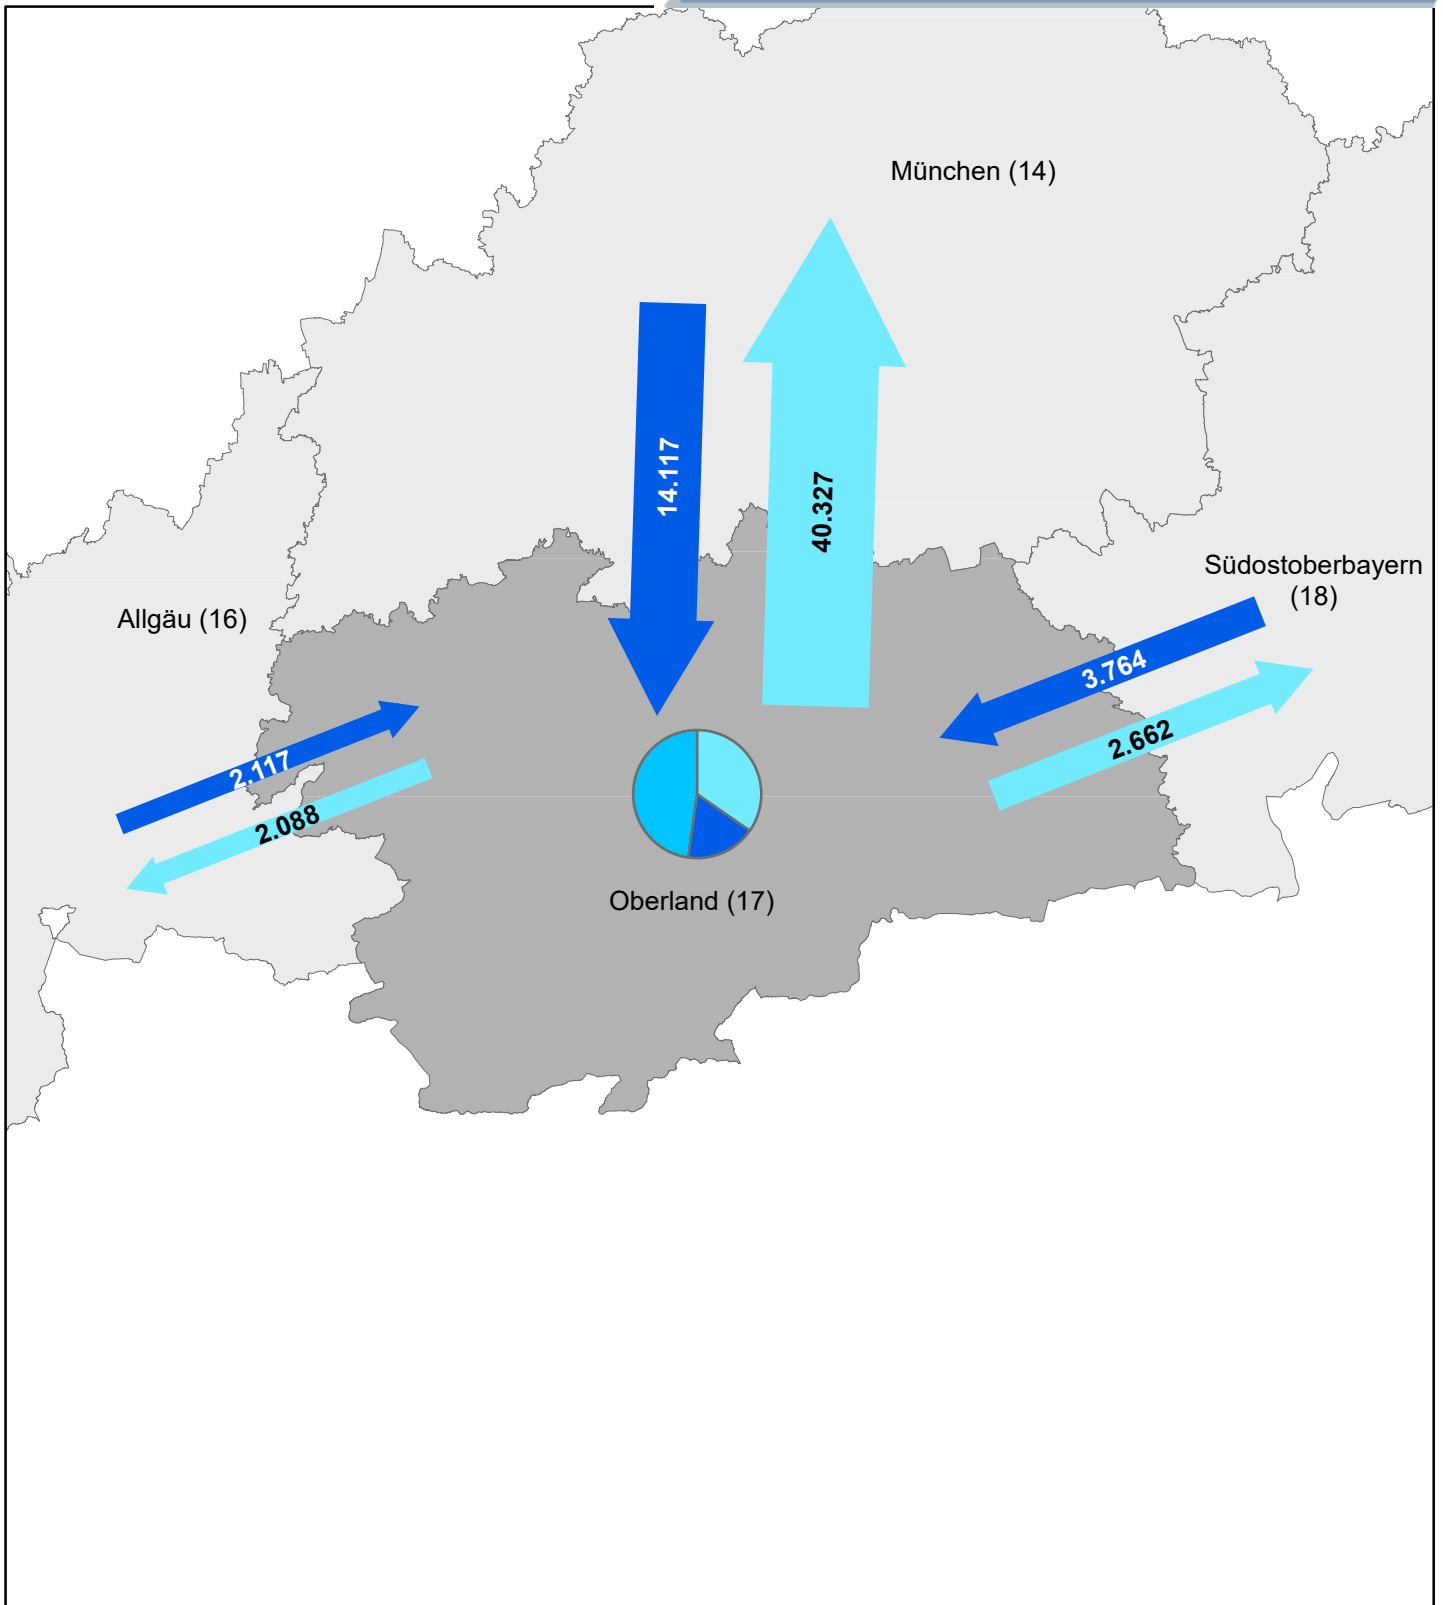 München (14)
14.117
40.327
Südostoberbayern
(18)
Allgäu (16)
3.764
2.662
2.117
2.088
Oberland (17)